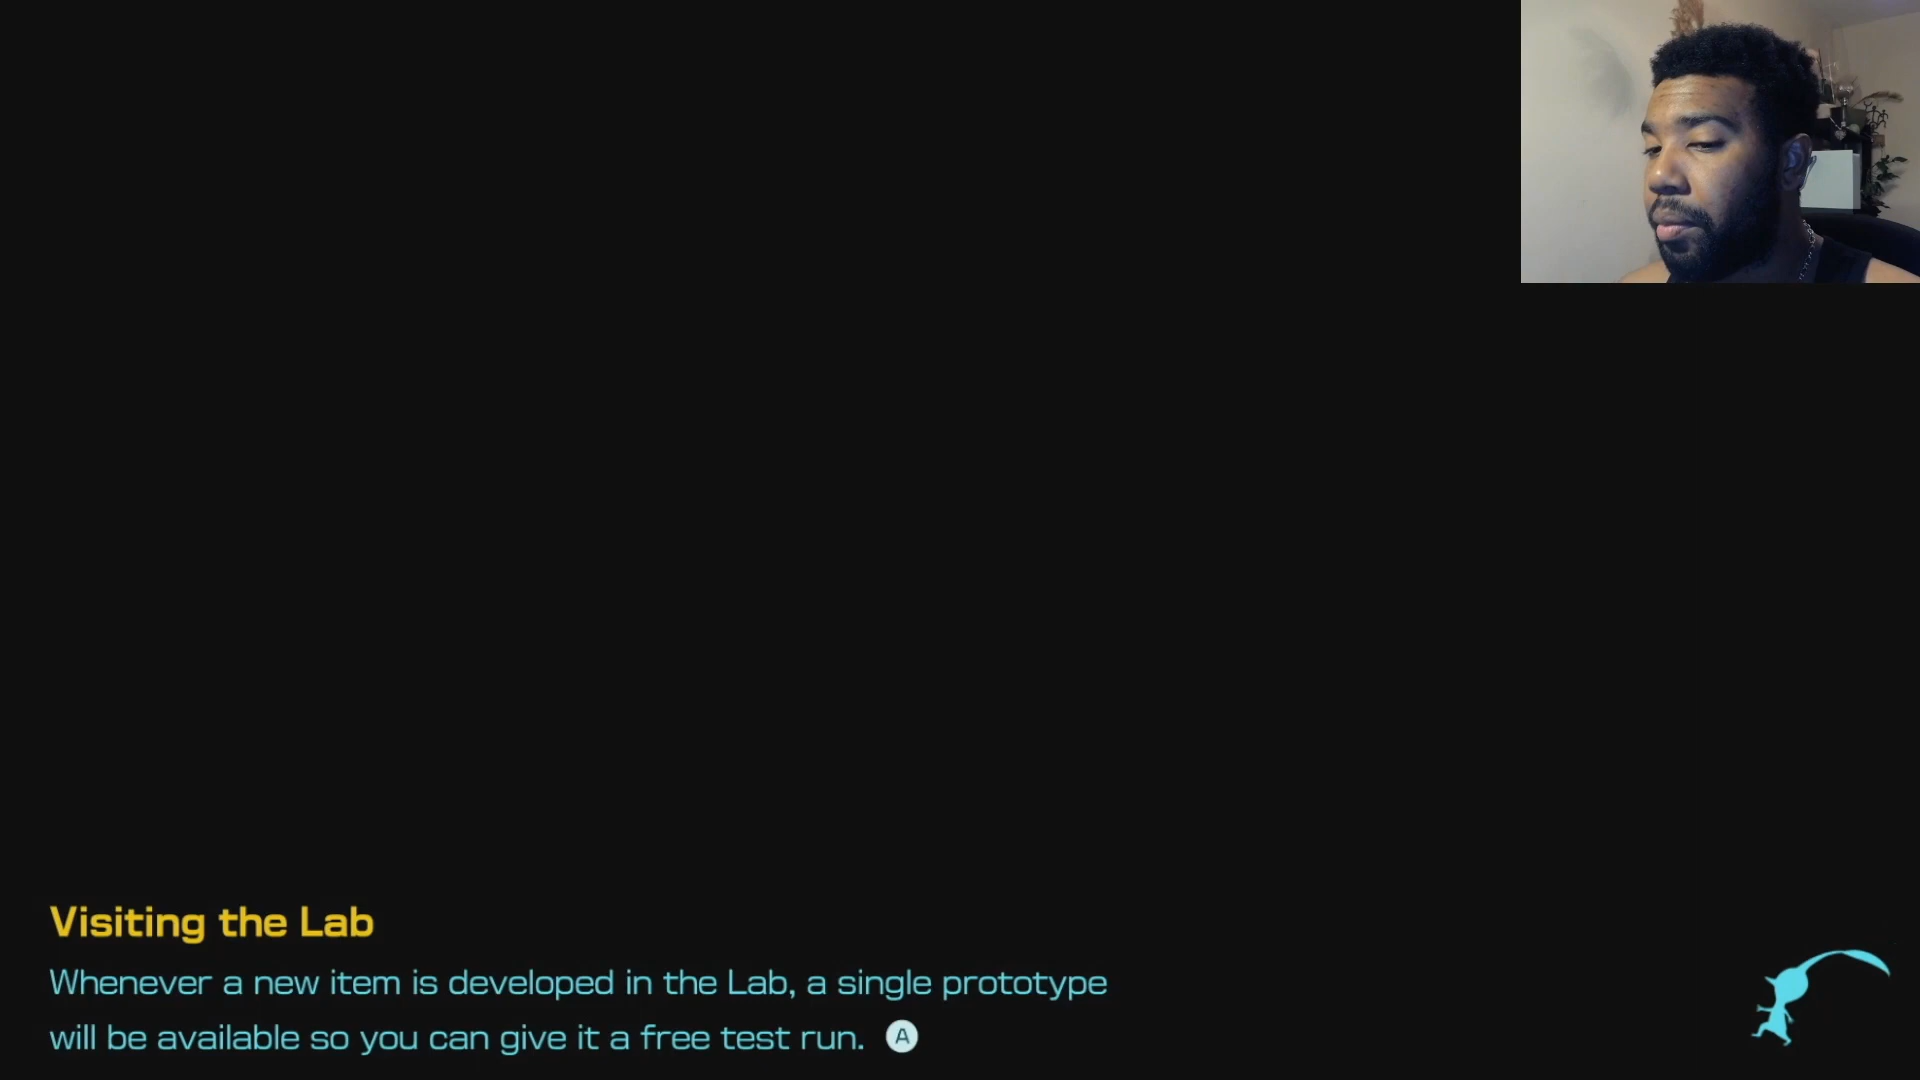 Visiting the Lab
Whenever a new item is developed in the Lab, a single prototype
will be available so you can give it a free test run. A